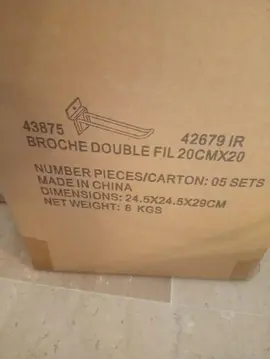 43875 42679 IR
BROCHE DOUBLE FIL 20CMX20
NUMBER PIECES/CARTON: 05 SETS
MADE IN CHINA
DIMENSIONS: 24.5X24.5X29CM
NET WEIGHT: 8 KGS